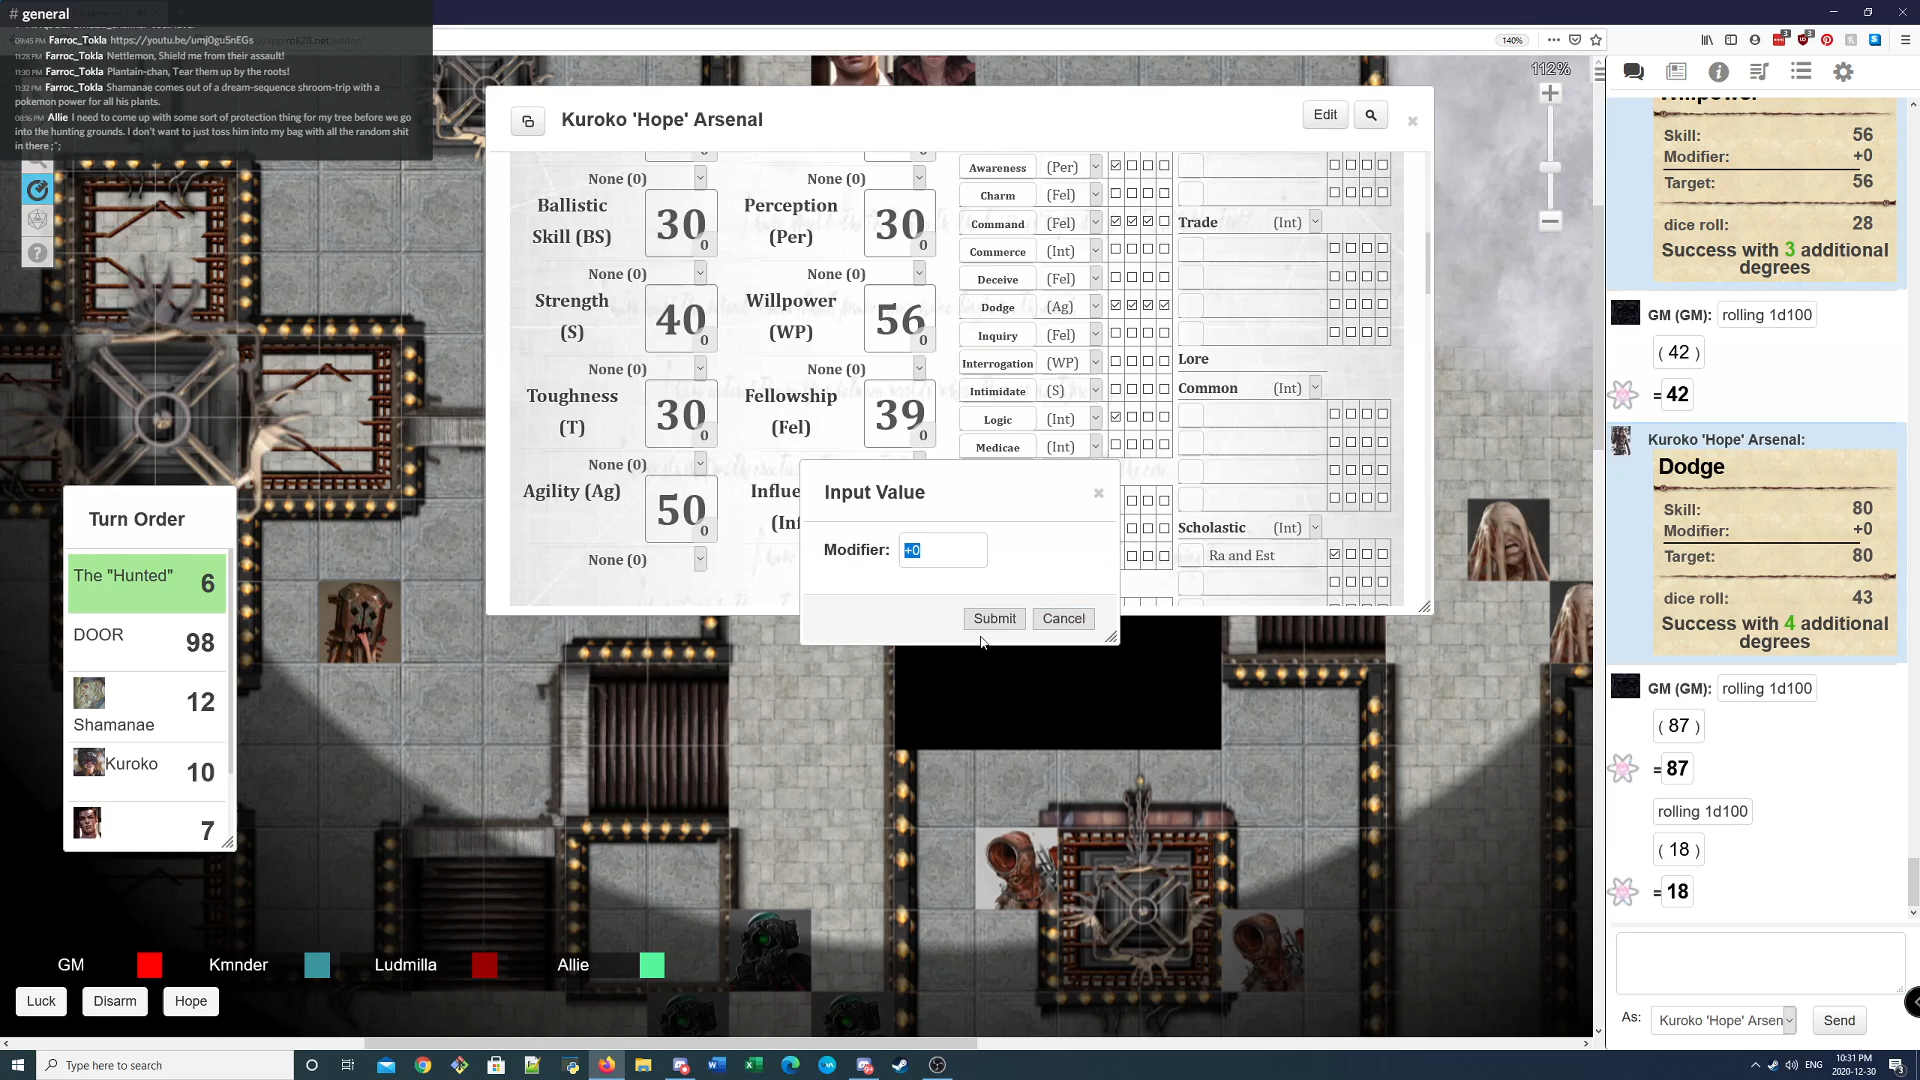 # general
09:45 PM Farroc_Tokla https://youtu.be/umj0gu5nEGs
11:28 PM Farroc_Tokla Nettlemon, Shield me from their assault!
11:30 PM Farroc_Tokla Plantain-chan, Tear them up by the roots!
11:32 PM Farroc_Tokla Shamanae comes out of a dream-sequence shroom-trip with a
pokemon power for all his plants.
08:16 PM Allie I need to come up with some sort of protection thing for my tree before we go
into the hunting grounds. I don't want to just toss him into my bag with all the random shit
in there ;^;
140%
112%
Kuroko 'Hope' Arsenal
Edit
None (0)
Ballistic
Skill (BS)
30
0
None (0)
Strength
(S)
40
0
None (0)
Toughness
(T)
30
0
None (0)
Agility (Ag)
50
0
None (0)
None (0)
Perception
(Per)
30
0
None (0)
Willpower
(WP)
56
0
None (0)
Fellowship
(Fel)
39
0
Influe
(Inf
Awareness (Per)
Charm (Fel)
Command (Fel)
Commerce (Int)
Deceive (Fel)
Dodge (Ag)
Inquiry (Fel)
Interrogation (WP)
Intimidate (S)
Logic (Int)
Medicae (Int)
Trade (Int)
Lore
Common (Int)
Scholastic (Int)
Ra and Est
Input Value
Modifier: +0
Submit Cancel
Turn Order
The "Hunted" 6
DOOR 98
Shamanae 12
Kuroko 10
7
GM
Kmnder
Ludmilla
Allie
Luck
Disarm
Hope
Willpower
Skill: 56
Modifier: +0
Target: 56
dice roll: 28
Success with 3 additional
degrees
GM (GM): rolling 1d100
( 42 )
=42
Kuroko 'Hope' Arsenal:
Dodge
Skill: 80
Modifier: +0
Target: 80
dice roll: 43
Success with 4 additional
degrees
GM (GM): rolling 1d100
( 87 )
=87
rolling 1d100
( 18 )
=18
As: Kuroko 'Hope' Arsen
Send
Type here to search
ENG
10:31 PM
2020-12-30